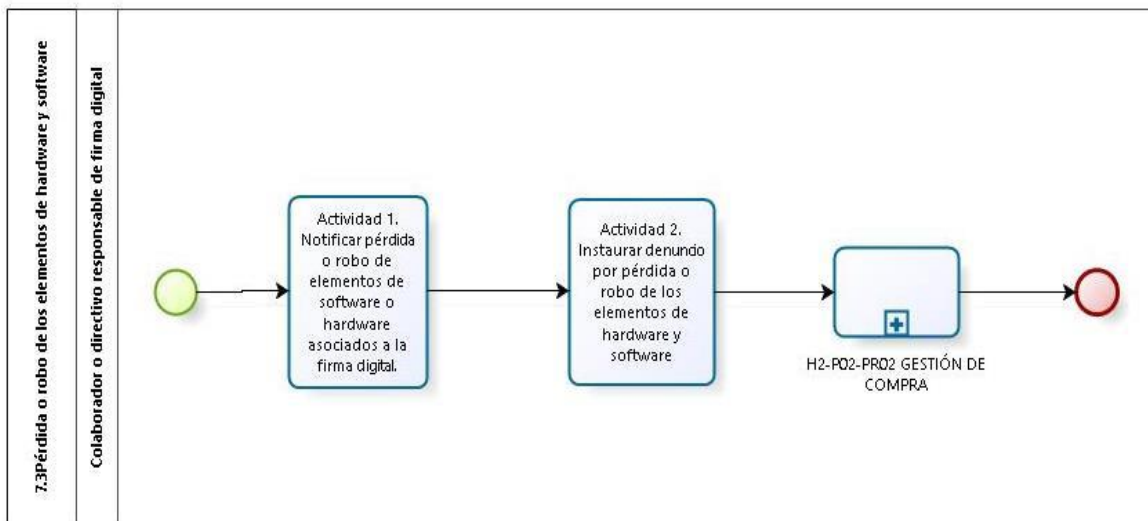 7.3Pérdida o robo de los elementos de hardware y software
Colaborador o directivo responsable de firma digital
Actividad 1.
Notificar pérdida
o robo de
elementos de
software o
hardware
asociados a la
firma digital.
Actividad 2.
Instaurar denuncio
por pérdida o
robo de los
elementos de
hardware y
software
H2-P02-PR02 GESTIÓN DE
COMPRA